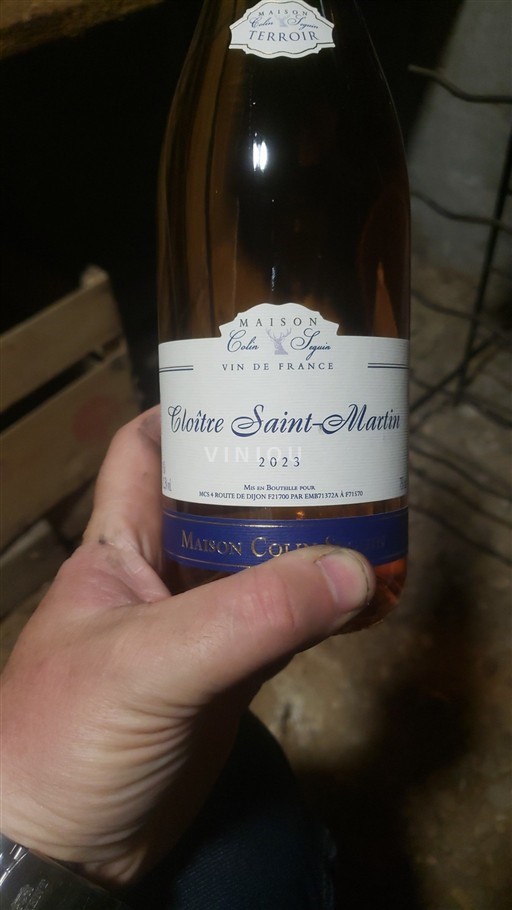 MAISON
Colin Seguin
TERROIR
MAISON
Colin Seguin
VIN DE FRANCE
Cloître Saint-Martin
VINIOU
2023
MIS EN BOUTEILLE POUR
MCS 4 ROUTE DE DIJON F21700 PAR EMB71372A À F71570
MAISON COLIN